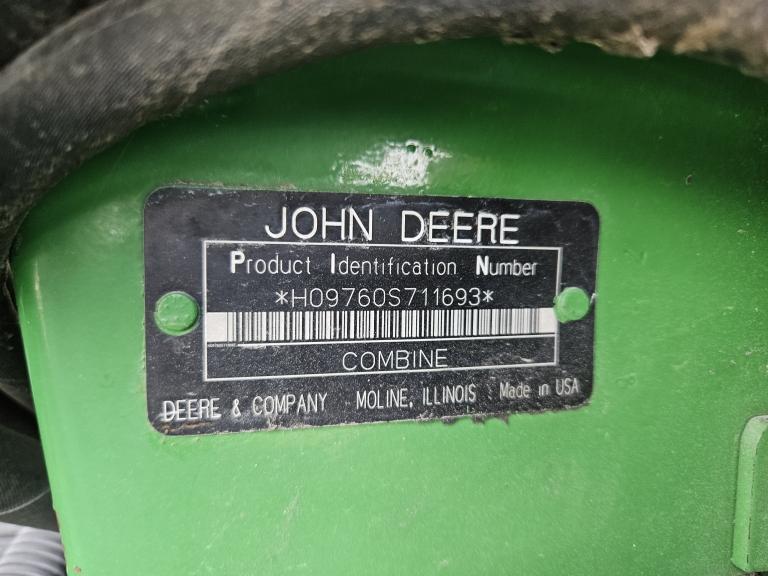 JOHN DEERE
Product Identification Number
*H09760S711693*
COMBINE
DEERE & COMPANY MOLINE, ILLINOIS Made in USA